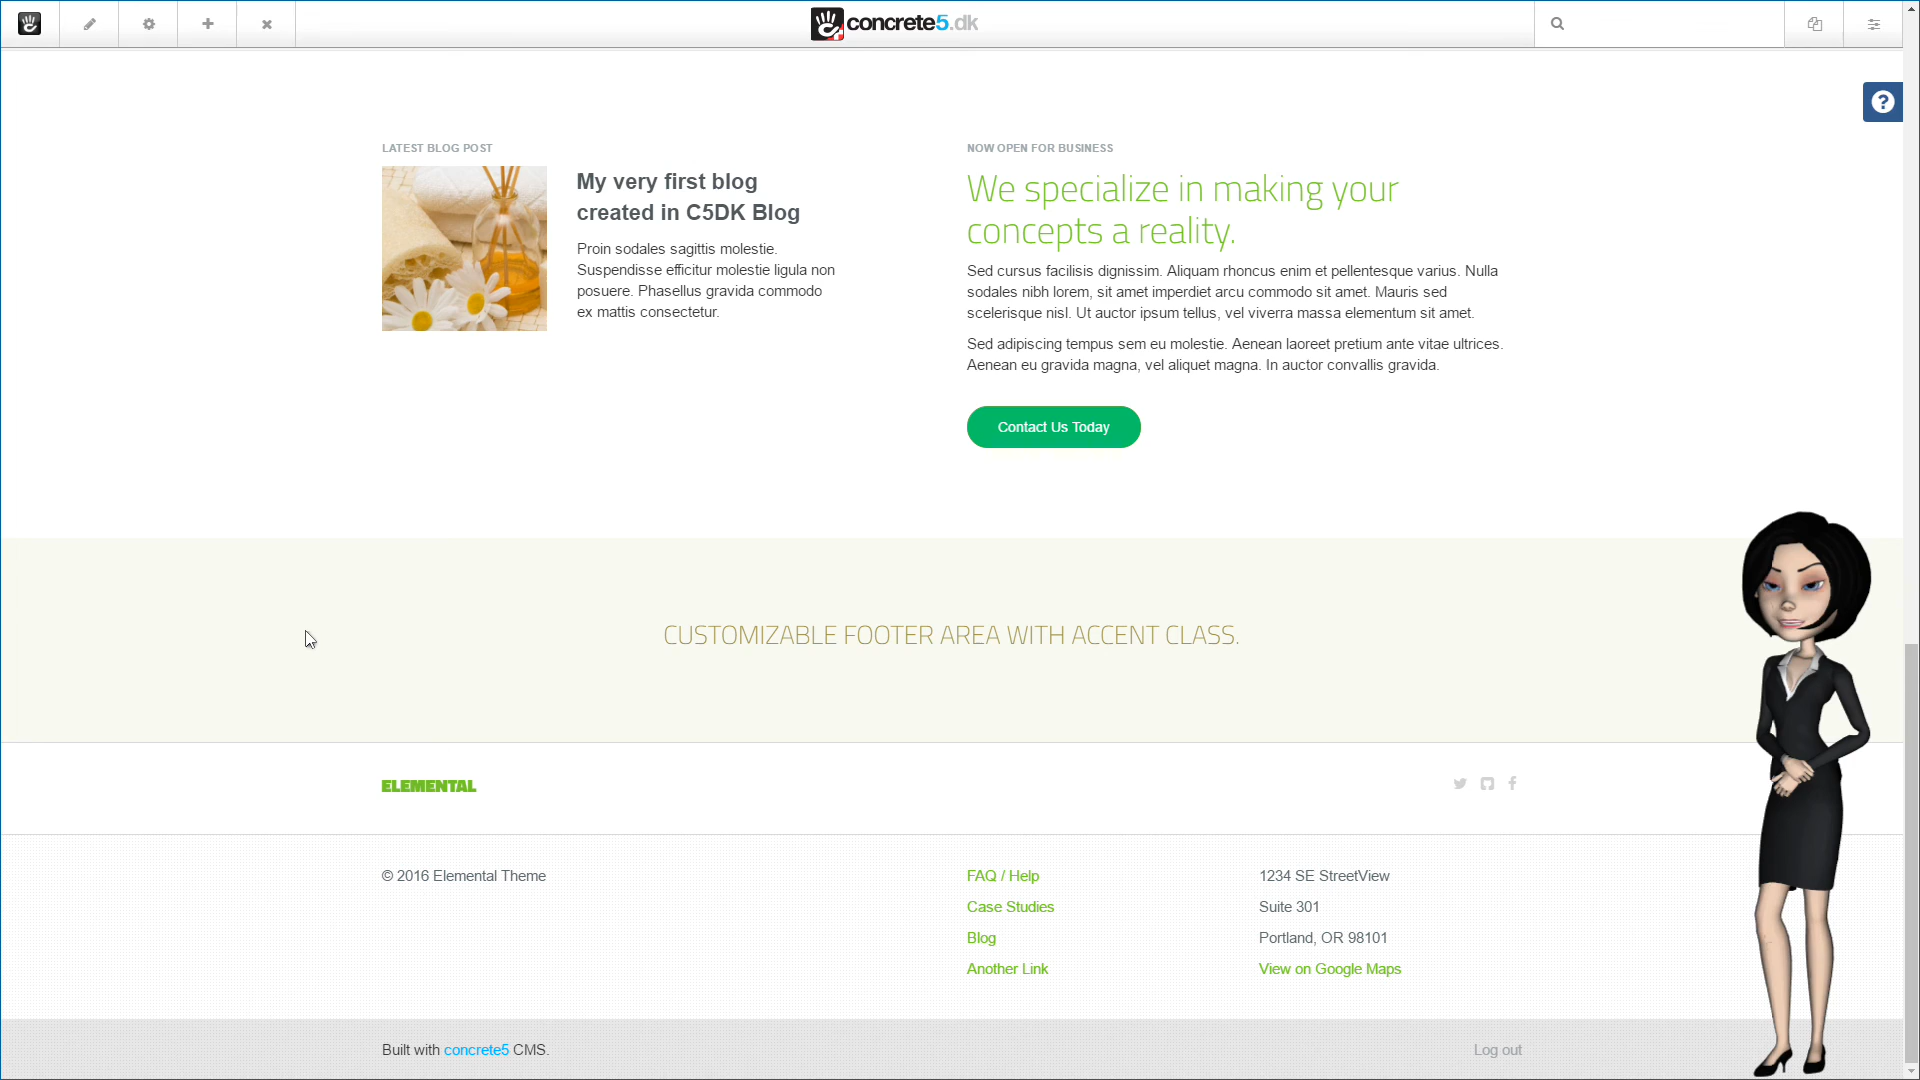 concrete5.dk
LATEST BLOG POST
My very first blog
created in C5DK Blog
Proin sodales sagittis molestie.
Suspendisse efficitur molestie ligula non
posuere. Phasellus gravida commodo
ex mattis consectetur.
NOW OPEN FOR BUSINESS
We specialize in making your
concepts a reality.
Sed cursus facilisis dignissim. Aliquam rhoncus enim et pellentesque varius. Nulla
sodales nibh lorem, sit amet imperdiet arcu commodo sit amet. Mauris sed
scelerisque nisl. Ut auctor ipsum tellus, vel viverra massa elementum sit amet.
Sed adipiscing tempus sem eu molestie. Aenean laoreet pretium ante vitae ultrices.
Aenean eu gravida magna, vel aliquet magna. In auctor convallis gravida.
Contact Us Today
CUSTOMIZABLE FOOTER AREA WITH ACCENT CLASS.
ELEMENTAL
© 2016 Elemental Theme
FAQ / Help
Case Studies
Blog
Another Link
1234 SE StreetView
Suite 301
Portland, OR 98101
View on Google Maps
Built with concrete5 CMS.
Log out